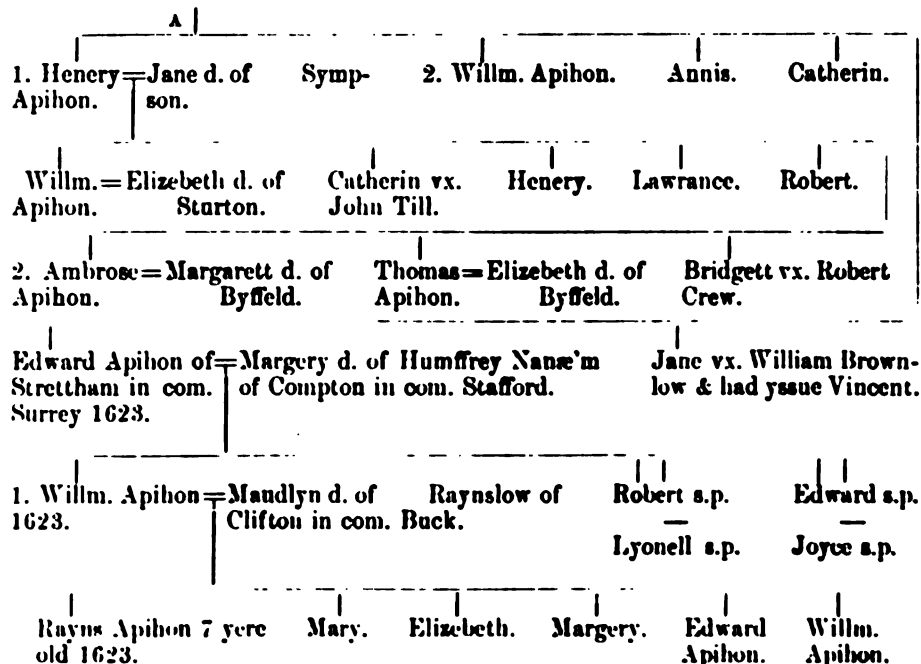 A
1. Henery=Jane d. of Symp- 2. Willm. Apihon. Annis. Catherin.
Apihon. son.
Willm.=Elizebeth d. of Catherin vx. Henery. Lawrance. Robert.
Apihon. Sturton. John Till.
2. Ambrose=Margarett d. of Thomas=Elizebeth d. of Bridgett vx. Robert
Apihon. Byffeld. Apihon. Byffeld. Crew.
Edward Apihon of=Margery d. of Humffrey Nanæ'm Jane vx. William Brown-
Strettham in com. of Compton in com. Stafford. low & had yssue Vincent.
Surrey 1623.
1. Willm. Apihon=Maudlyn d. of Raynslow of Robert s.p. Edward s.p.
1623. Clifton in com. Buck.
Lyonell s.p. Joyce s.p.
Rayns Apihon 7 yere Mary. Elizebeth. Margery. Edward Willm.
old 1623. Apihon. Apihon.